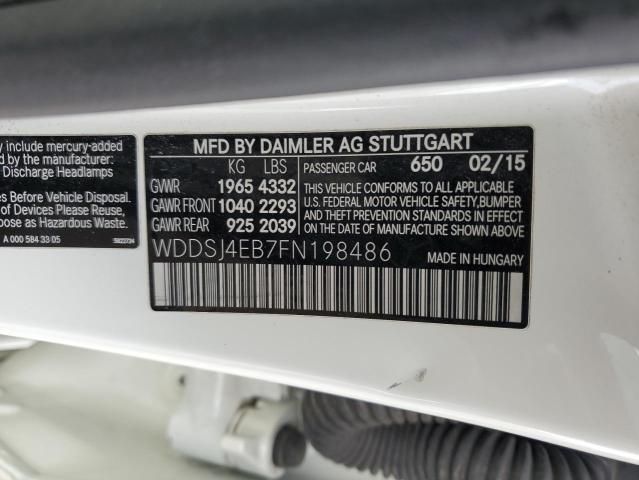 y include mercury-added
d by the manufacturer:
Discharge Headlamps
es Before Vehicle Disposal.
of Devices Please Reuse,
ose as Hazardous Waste.
A 000 584 33 05
MFD BY DAIMLER AG STUTTGART
KG LBS PASSENGER CAR 650 02/15
GVWR 1965 4332
GAWR FRONT 1040 2293
GAWR REAR 925 2039
THIS VEHICLE CONFORMS TO ALL APPLICABLE
U.S. FEDERAL MOTOR VEHICLE SAFETY, BUMPER
AND THEFT PREVENTION STANDARDS IN EFFECT
ON THE DATE OF MANUFACTURE SHOWN ABOVE.
WDDSJ4EB7FN198486 MADE IN HUNGARY